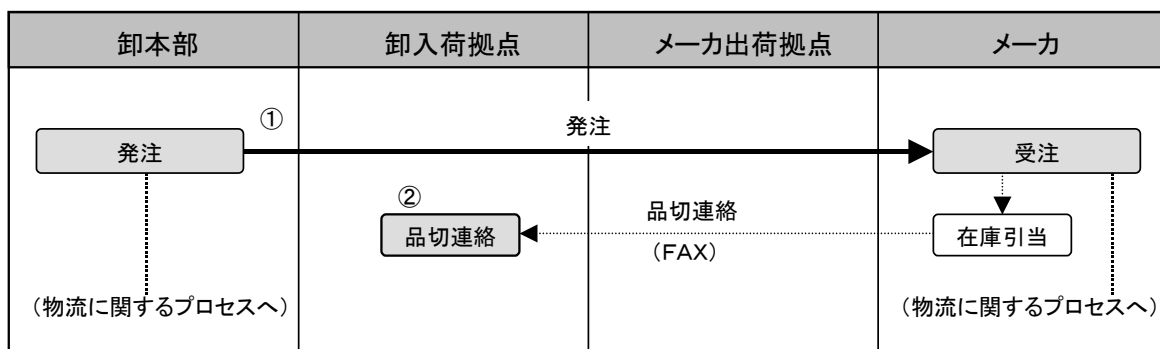 卸本部
卸入荷拠点
メーカ出荷拠点
メーカ
①
発注
発注
受注
②
品切連絡
品切連絡
(FAX)
在庫引当
(物流に関するプロセスへ)
(物流に関するプロセスへ)